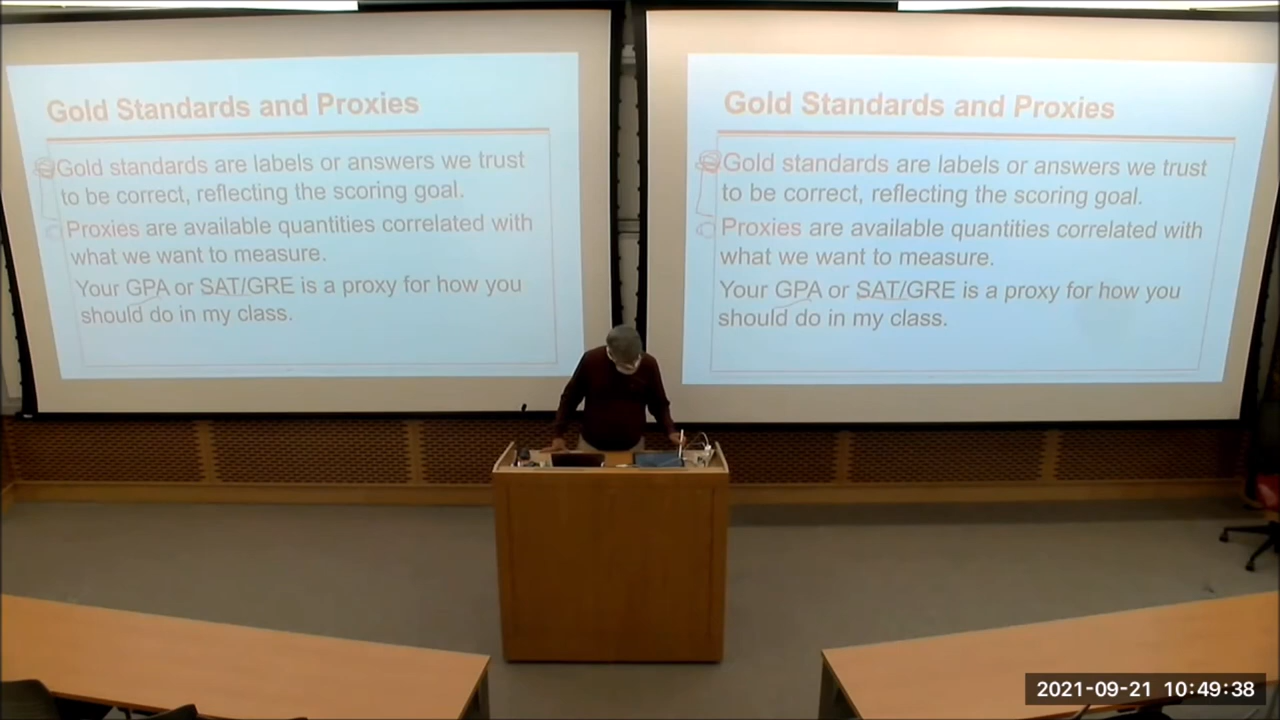 Gold Standards and Proxies
Gold standards are labels or answers we trust
to be correct, reflecting the scoring goal.
Proxies are available quantities correlated with
what we want to measure.
Your GPA or SAT/GRE is a proxy for how you
should do in my class.
Gold Standards and Proxies
Gold standards are labels or answers we trust
to be correct, reflecting the scoring goal.
Proxies are available quantities correlated with
what we want to measure.
Your GPA or SAT/GRE is a proxy for how you
should do in my class.
2021-09-21 10:49:38